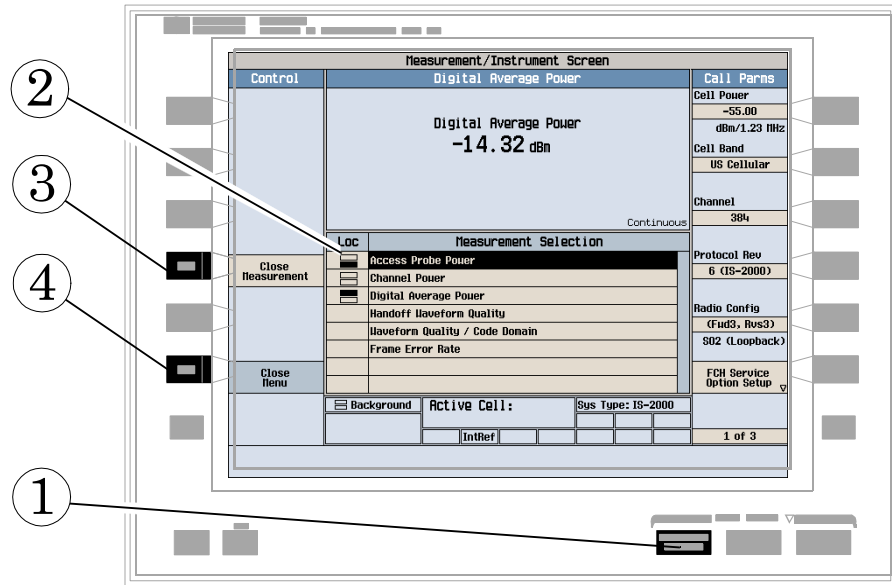 Measurement/Instrument Screen
Control
Digital Average Power
Call Parms
Digital Average Power
-14.32 dBm
Continuous
Cell Power
-55.00
dBm/1.23 MHz
Cell Band
US Cellular
Channel
384
Protocol Rev
6 (IS-2000)
Radio Config
(Fwd3, Rvs3)
SO2 (Loopback)
FCH Service
Option Setup
1 of 3
Loc
Measurement Selection
Access Probe Power
Channel Power
Digital Average Power
Handoff Waveform Quality
Waveform Quality / Code Domain
Frame Error Rate
Close
Measurement
Close
Menu
Background
Active Cell:
Sys Type: IS-2000
IntRef
2
3
4
1